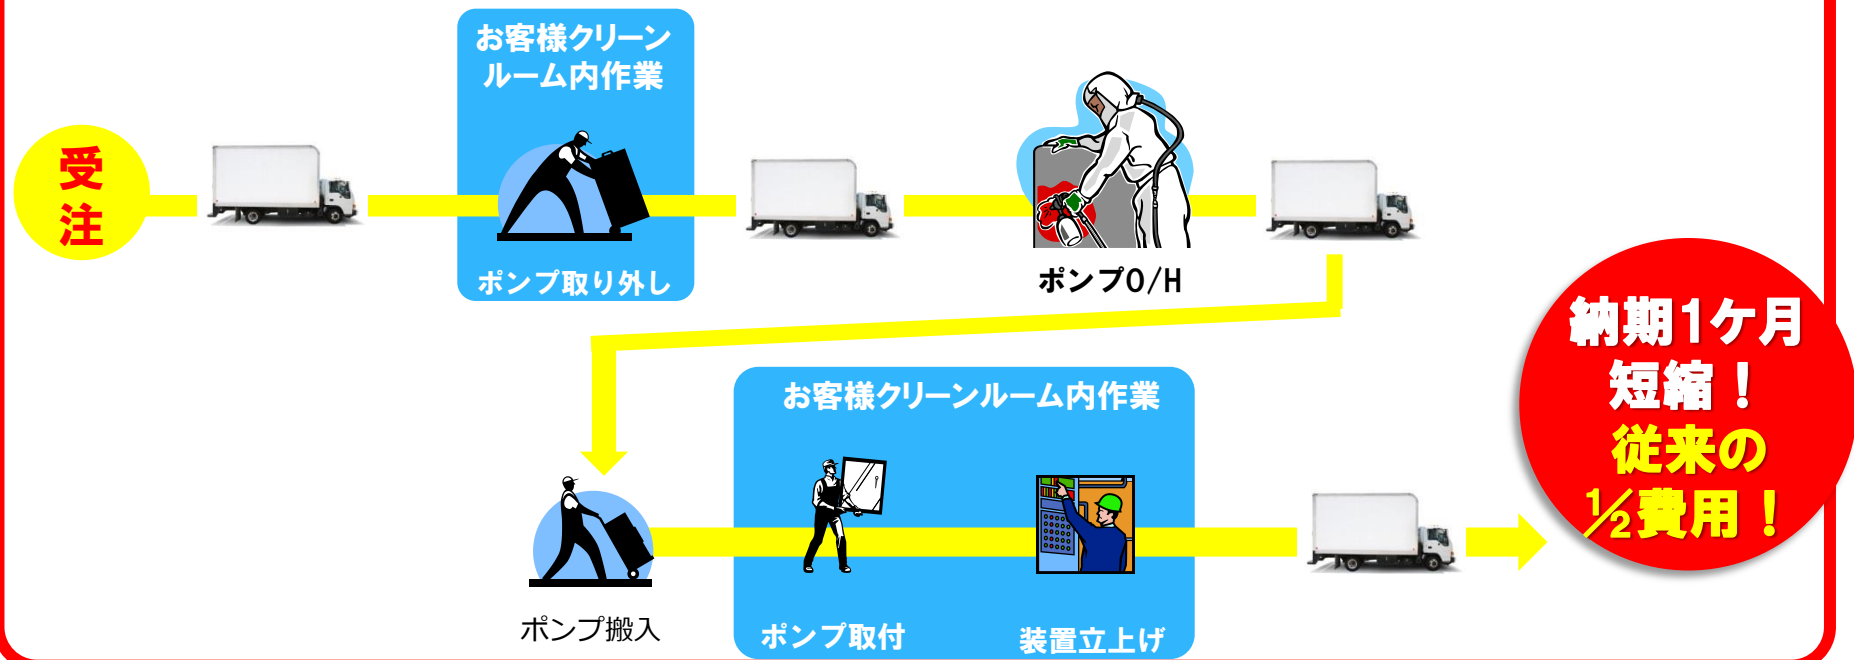 お客様クリーン
ルーム内作業
受
注
ポンプ取り外し
ポンプO/H
納期1ケ月
短縮！
従来の
½費用！
お客様クリーンルーム内作業
ポンプ搬入
ポンプ取付
装置立上げ